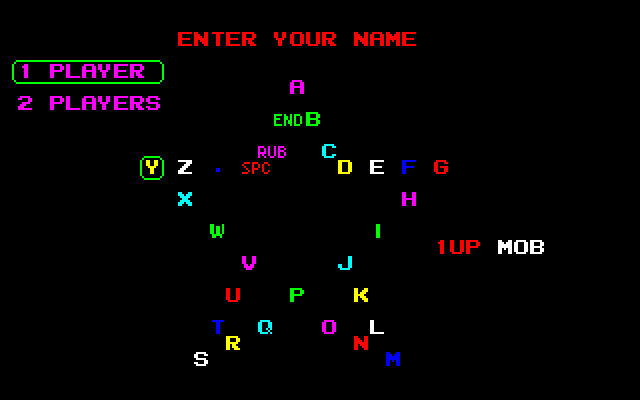 ENTER YOUR NAME
1 PLAYER
2 PLAYERS
A
END B
RUB C
Y Z . SPC D E F G
X H
W I
1UP MOB
V J
U P K
T Q O L
R N
S M